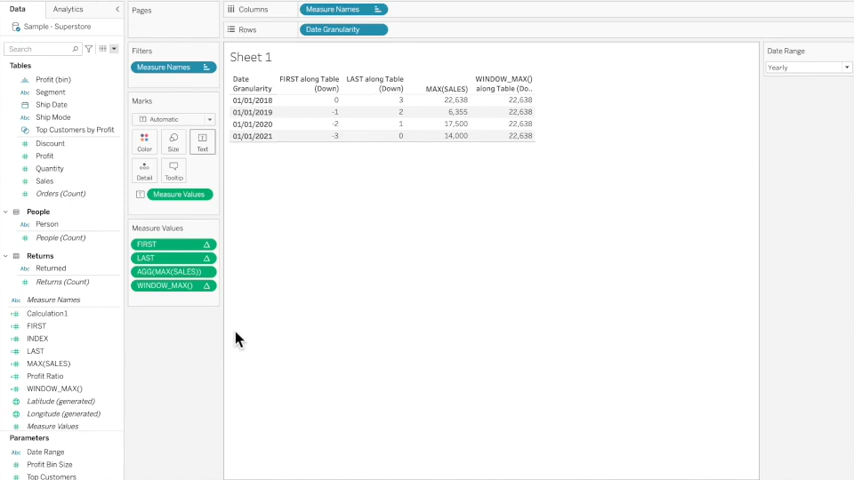 Data
Analytics
Sample - Superstore
Search
Tables
Profit (bin)
Abc Segment
Ship Date
Abc Ship Mode
Top Customers by Profit
# Discount
# Profit
# Quantity
# Sales
# Orders (Count)
People
Abc Person
# People (Count)
Returns
Abc Returned
# Returns (Count)
Abc Measure Names
=# Calculation1
=# FIRST
=# INDEX
=# LAST
=# MAX(SALES)
=# Profit Ratio
=# WINDOW_MAX()
Latitude (generated)
Longitude (generated)
# Measure Values
Parameters
# Date Range
# Profit Bin Size
# Top Customers
Pages
Filters
Measure Names
Marks
Automatic
Color Size Text
Detail Tooltip
Measure Values
Measure Values
FIRST
LAST
AGG(MAX(SALES))
WINDOW_MAX()
Columns
Measure Names
Rows
Date Granularity
Sheet 1
Date Granularity
FIRST along Table (Down)
LAST along Table (Down)
MAX(SALES)
WINDOW_MAX() along Table (Do..
01/01/2018 0 3 22,638 22,638
01/01/2019 -1 2 6,355 22,638
01/01/2020 -2 1 17,500 22,638
01/01/2021 -3 0 14,000 22,638
Date Range
Yearly